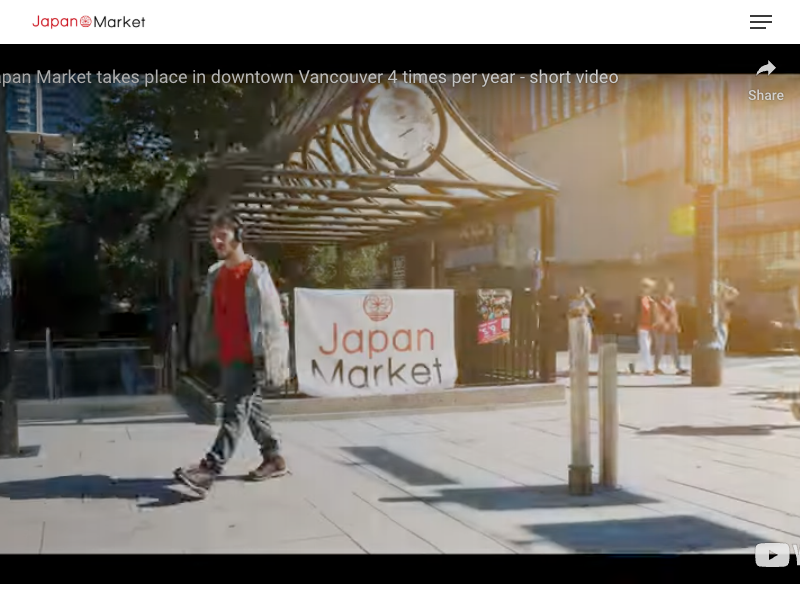 Japan Market
pan Market takes place in downtown Vancouver 4 times per year - short video
Share
Japan
Market